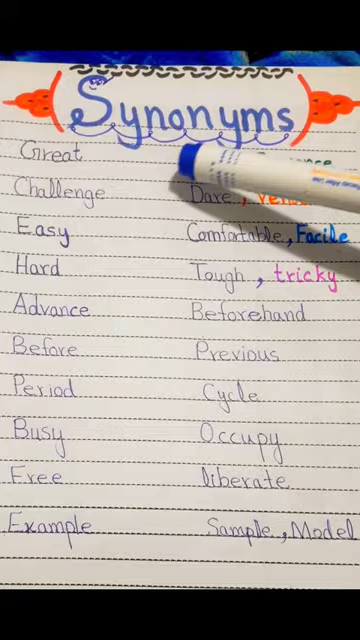 Synonyms
Great
Challenge Dare,
Easy Comfortable, Facile
Hard Tough, tricky
Advance Beforehand
Before Previous
Period Cycle
Busy Occupy
Free liberate
Example Sample, Model